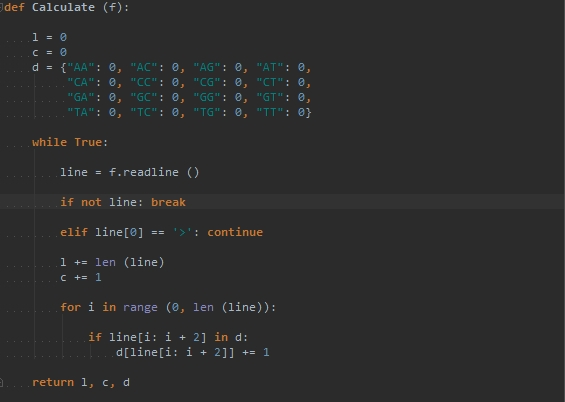 def Calculate (f):
    l = 0
    c = 0
    d = {"AA": 0, "AC": 0, "AG": 0, "AT": 0,
         "CA": 0, "CC": 0, "CG": 0, "CT": 0,
         "GA": 0, "GC": 0, "GG": 0, "GT": 0,
         "TA": 0, "TC": 0, "TG": 0, "TT": 0}
    while True:
        line = f.readline ()
        if not line: break
        elif line[0] == '>': continue
        l += len (line)
        c += 1
        for i in range (0, len (line)):
            if line[i: i + 2] in d:
                d[line[i: i + 2]] += 1
    return l, c, d